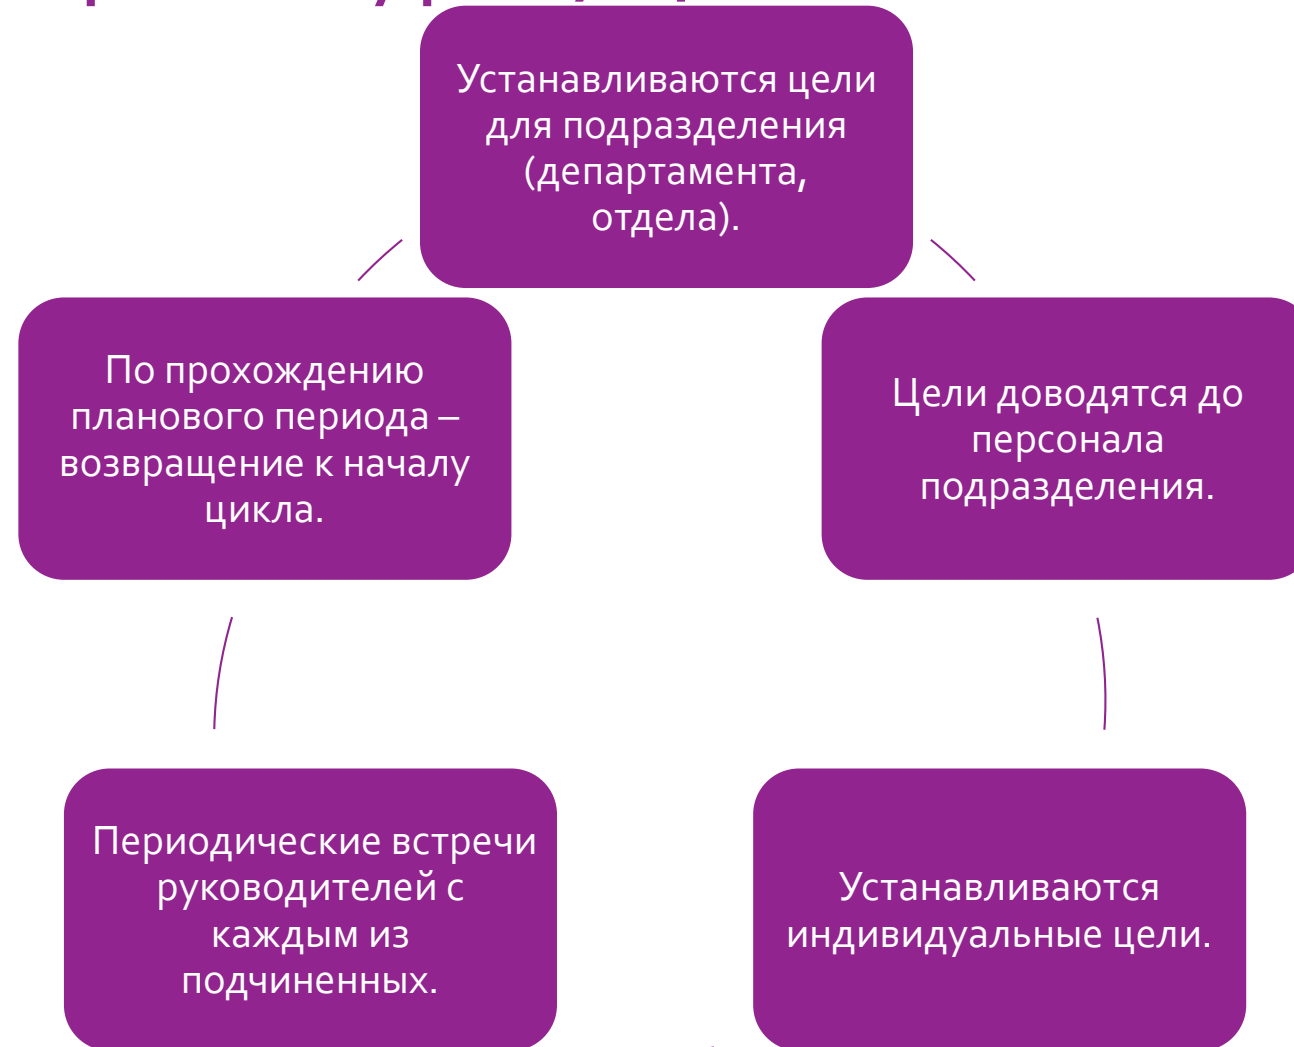 Устанавливаются цели
для подразделения
(департамента,
отдела).
Цели доводятся до
персонала
подразделения.
Устанавливаются
индивидуальные цели.
Периодические встречи
руководителей с
каждым из
подчиненных.
По прохождению
планового периода –
возвращение к началу
цикла.